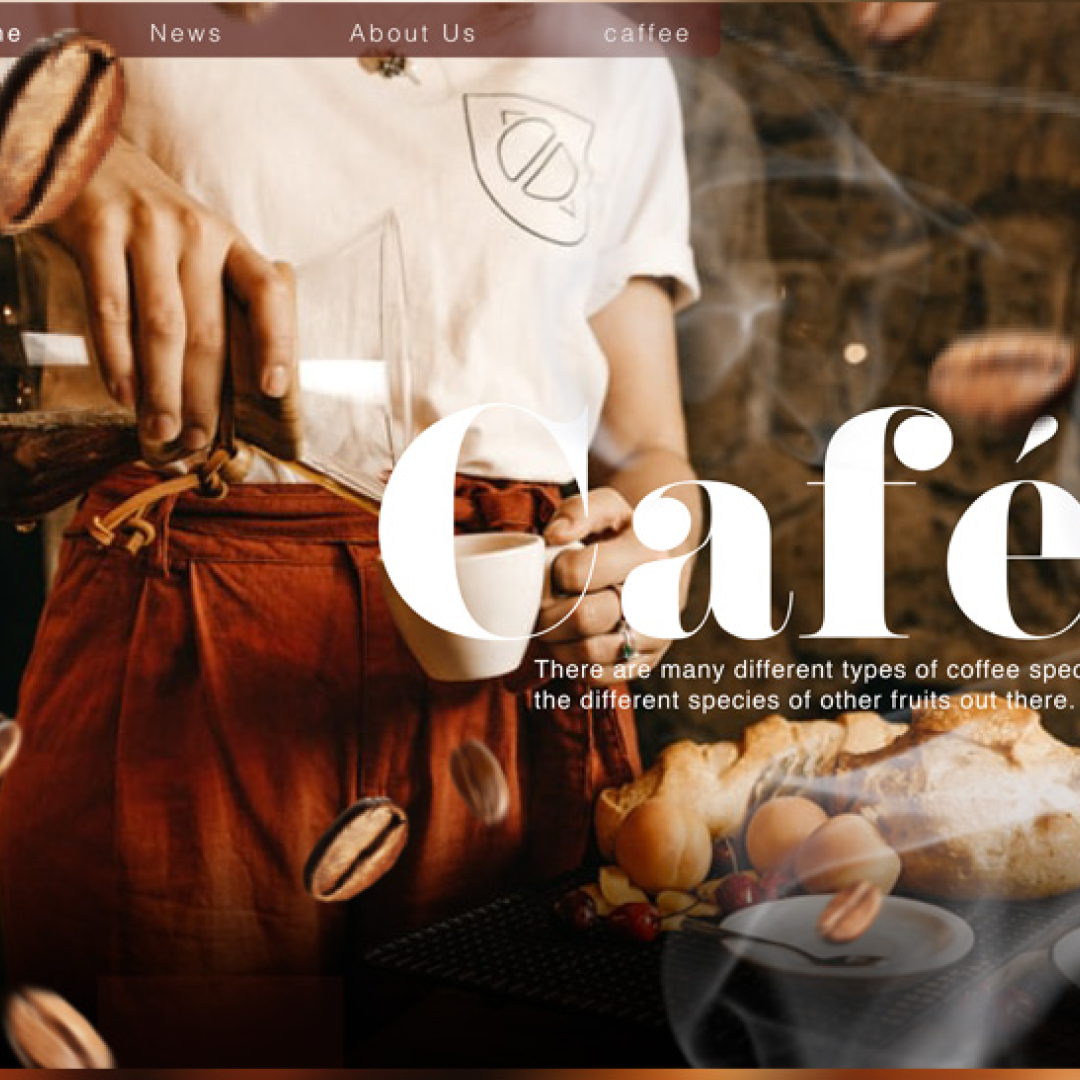 ne News About Us caffee
Café
There are many different types of coffee spec
the different species of other fruits out there.